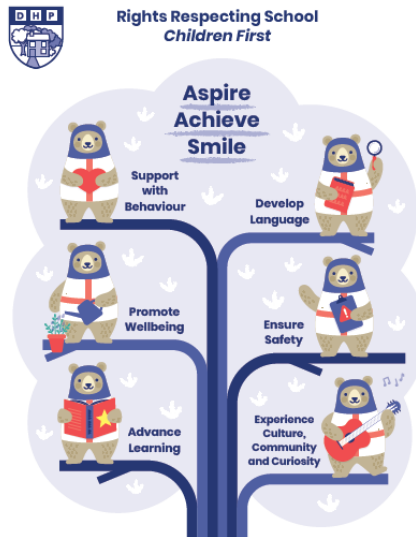 DHP
Rights Respecting School
Children First
Aspire
Achieve
Smile
Support
with
Behaviour
Develop
Language
Promote
Wellbeing
Ensure
Safety
Advance
Learning
Experience
Culture,
Community
and Curiosity